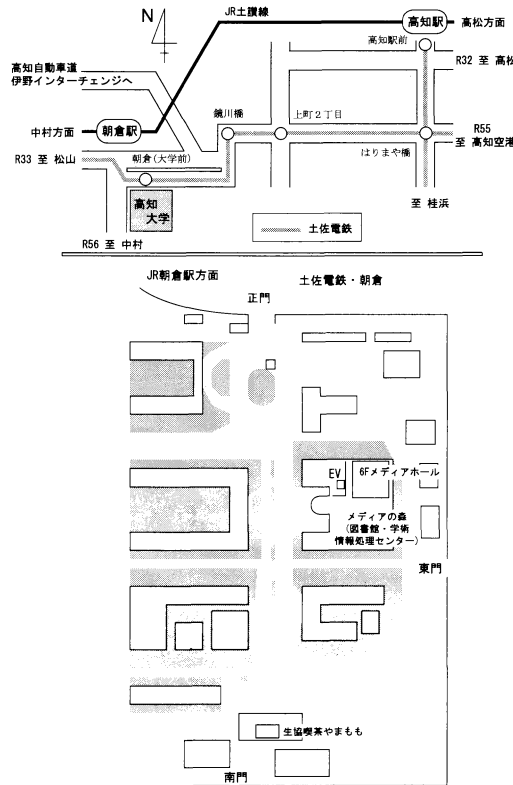 N
JR土讃線
高知駅
高松方面
高知駅前
R32 至 高松
高知自動車道
伊野インターチェンジへ
鏡川橋
上町２丁目
中村方面
朝倉駅
R55
至 高知空港
はりまや橋
R33 至 松山
朝倉(大学前)
高知
大学
至 桂浜
土佐電鉄
R56 至 中村
JR朝倉駅方面
土佐電鉄・朝倉
正門
EV
6Fメディアホール
メディアの森
(図書館・学術
情報処理センター)
東門
生協喫茶やまもも
南門